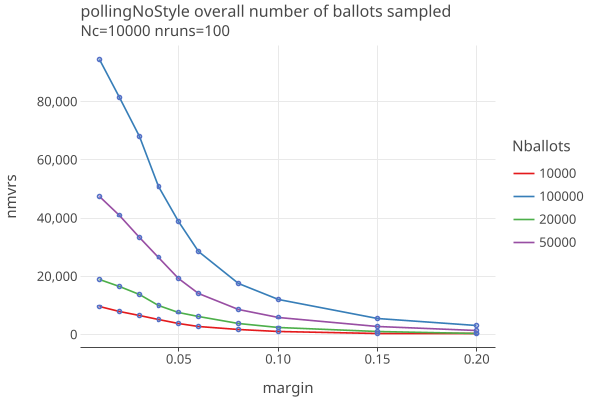 pollingNoStyle overall number of ballots sampled
Nc=10000 nruns=100
nmvrs
80,000
60,000
40,000
20,000
0
0.05
0.10
0.15
0.20
margin
Nballots
10000
100000
20000
50000